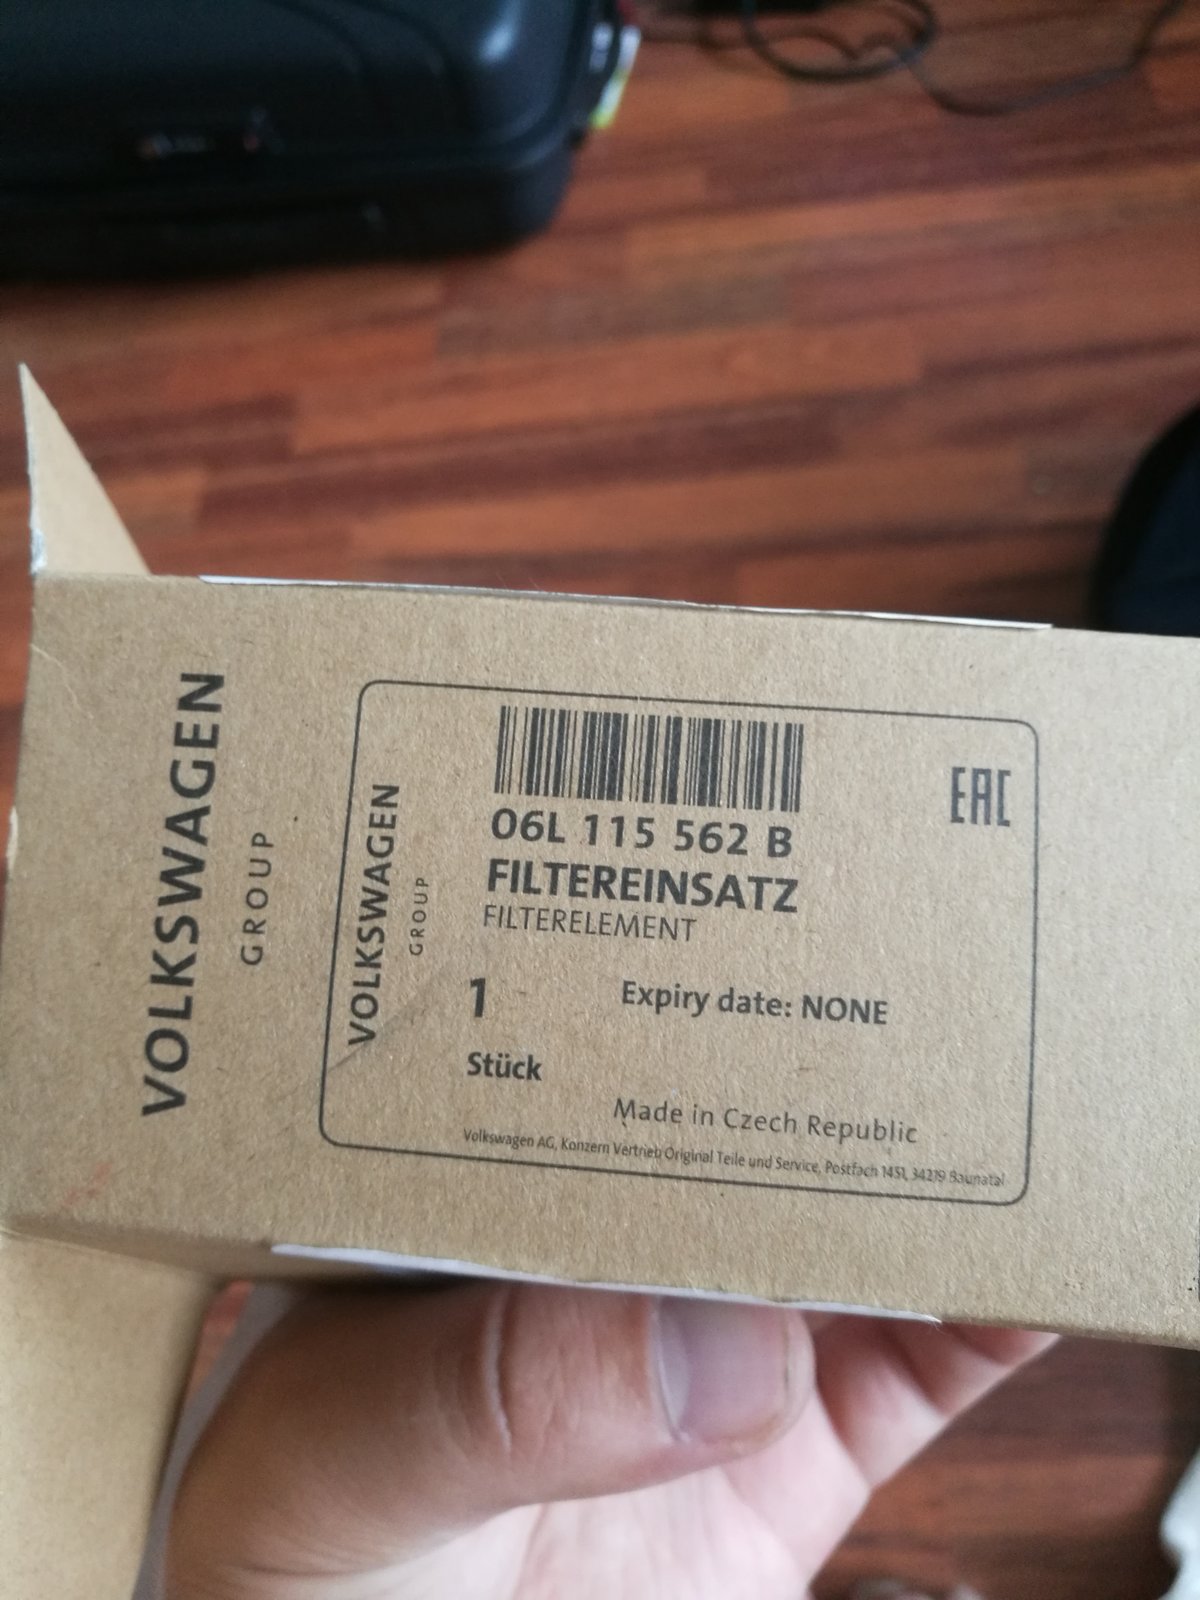 VOLKSWAGEN
GROUP
VOLKSWAGEN
GROUP
06L 115 562 B
EAC
FILTEREINSATZ
FILTERELEMENT
1
Expiry date: NONE
Stück
Made in Czech Republic
Volkswagen AG, Konzern Vertrieb Original Teile und Service, Postfach 1451, 34219 Baunatal